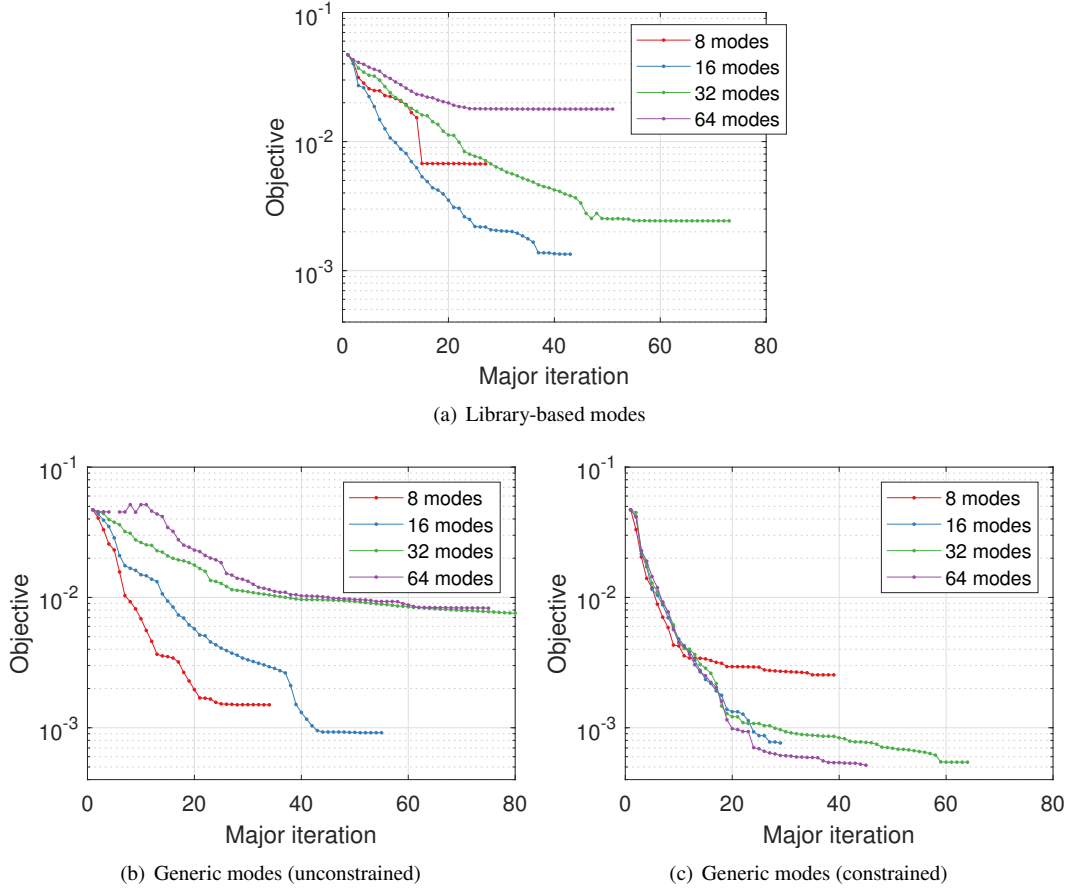 10^-1
10^-2
10^-3
Objective
8 modes
16 modes
32 modes
64 modes
0 20 40 60 80
Major iteration
(a) Library-based modes
10^-1
10^-2
10^-3
Objective
8 modes
16 modes
32 modes
64 modes
0 20 40 60 80
Major iteration
(b) Generic modes (unconstrained)
10^-1
10^-2
10^-3
Objective
8 modes
16 modes
32 modes
64 modes
0 20 40 60 80
Major iteration
(c) Generic modes (constrained)